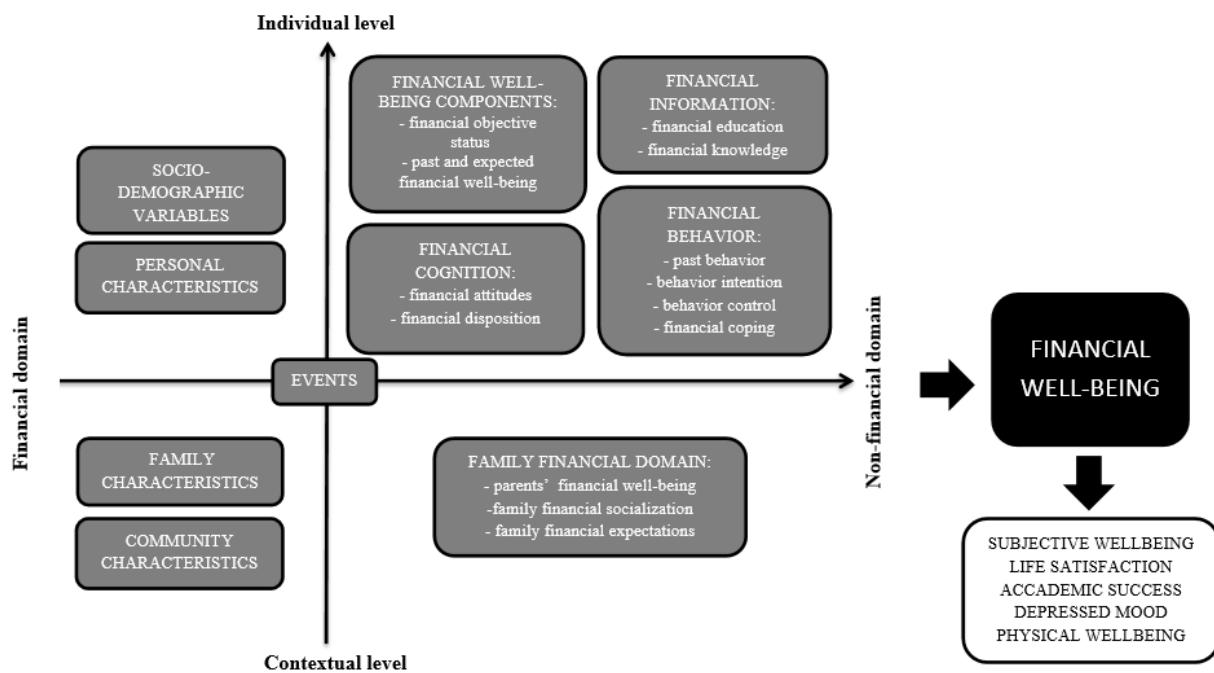 Individual level
FINANCIAL WELL-
BEING COMPONENTS:
- financial objective
status
- past and expected
financial well-being
FINANCIAL
INFORMATION:
- financial education
- financial knowledge
SOCIO-
DEMOGRAPHIC
VARIABLES
PERSONAL
CHARACTERISTICS
FINANCIAL
COGNITION:
- financial attitudes
- financial disposition
FINANCIAL
BEHAVIOR:
- past behavior
- behavior intention
- behavior control
- financial coping
Financial domain
EVENTS
Non-financial domain
FINANCIAL
WELL-BEING
FAMILY
CHARACTERISTICS
COMMUNITY
CHARACTERISTICS
FAMILY FINANCIAL DOMAIN:
- parents’ financial well-being
-family financial socialization
- family financial expectations
SUBJECTIVE WELLBEING
LIFE SATISFACTION
ACCADEMIC SUCCESS
DEPRESSED MOOD
PHYSICAL WELLBEING
Contextual level